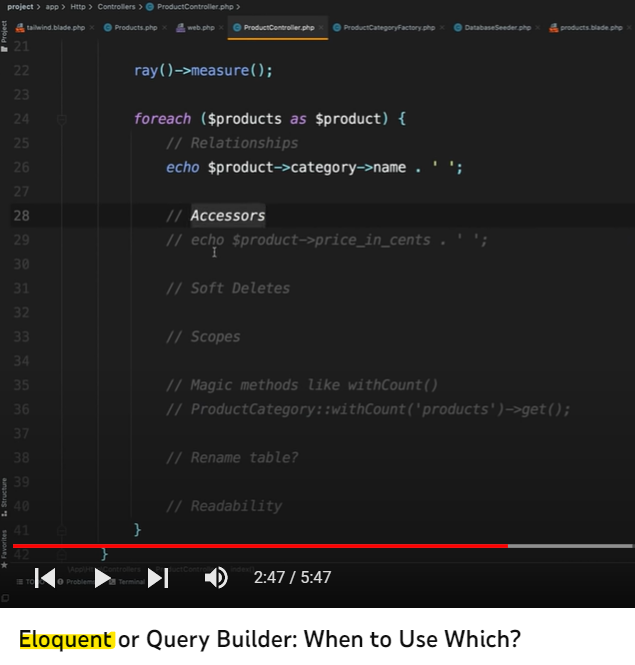 project > app > Http > Controllers > ProductController.php
tailwind.blade.php × Products.php × web.php × ProductController.php × ProductCategoryFactory.php × DatabaseSeeder.php × products.blade.php ×
Project
21
22 ray()->measure();
23
24 foreach ($products as $product) {
25 // Relationships
26 echo $product->category->name . ' ';
27
28 // Accessors
29 // echo $product->price_in_cents . ' ';
30
31 // Soft Deletes
32
33 // Scopes
34
35 // Magic methods like withCount()
36 // ProductCategory::withCount('products')->get();
37
38 // Rename table?
39
40 // Readability
41 }
42 }
Structure
Favorites
Problems Terminal
2:47 / 5:47
Eloquent or Query Builder: When to Use Which?